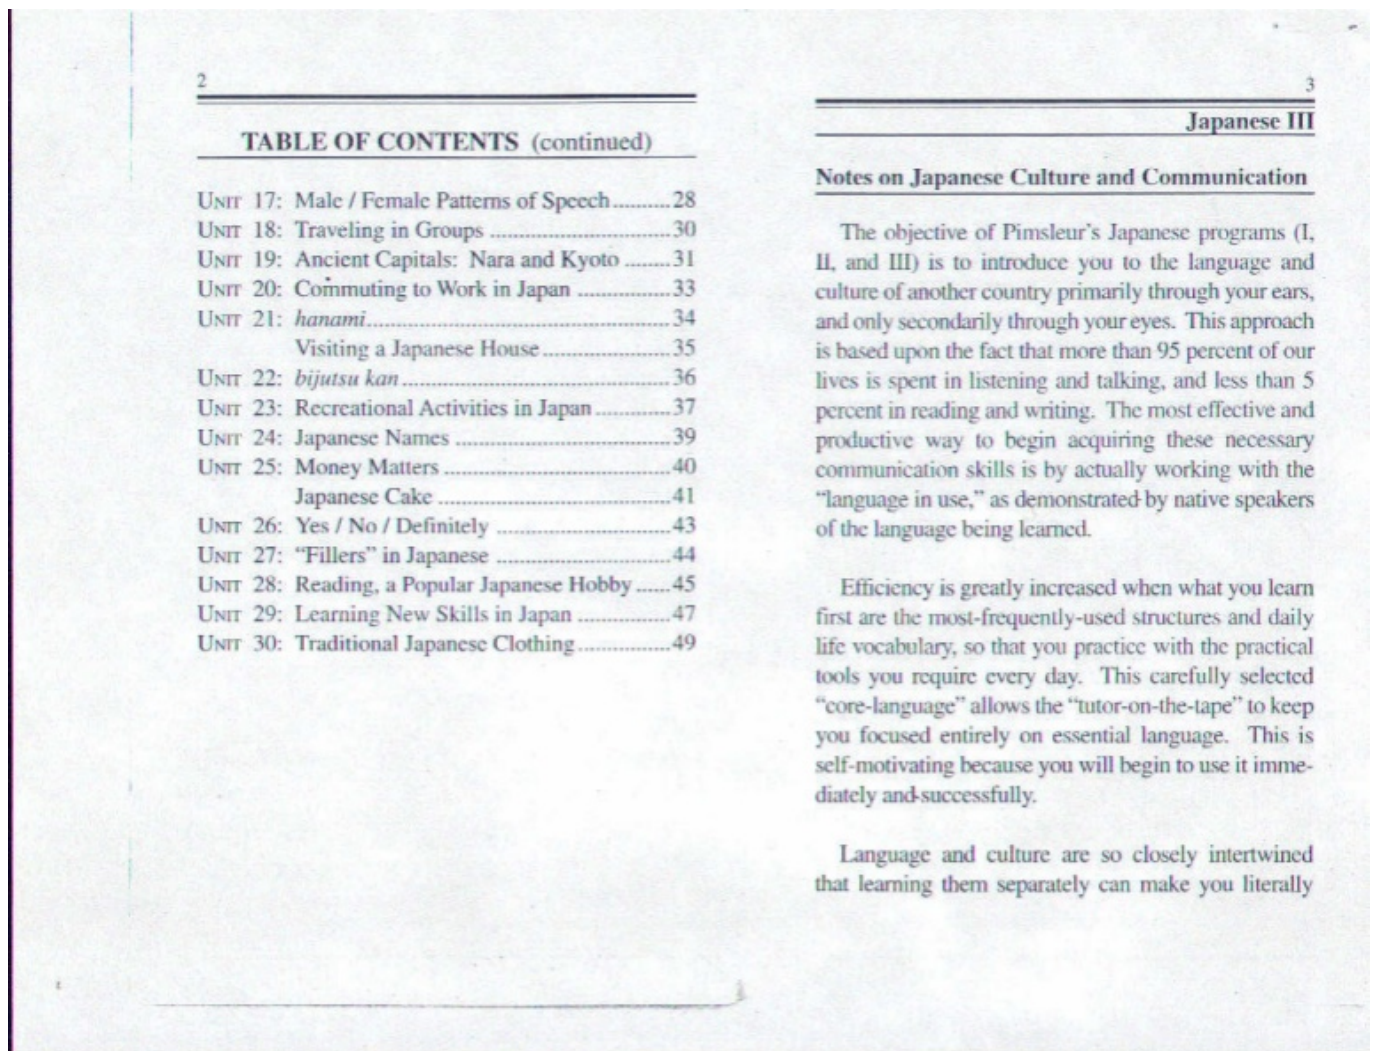 2
TABLE OF CONTENTS (continued)
UNIT 17: Male / Female Patterns of Speech..........28
UNIT 18: Traveling in Groups ...............................30
UNIT 19: Ancient Capitals: Nara and Kyoto ........31
UNIT 20: Commuting to Work in Japan ................33
UNIT 21: hanami.....................................................34
Visiting a Japanese House......................35
UNIT 22: bijutsu kan..............................................36
UNIT 23: Recreational Activities in Japan.............37
UNIT 24: Japanese Names .....................................39
UNIT 25: Money Matters .......................................40
Japanese Cake ........................................41
UNIT 26: Yes / No / Definitely ..............................43
UNIT 27: “Fillers” in Japanese ..............................44
UNIT 28: Reading, a Popular Japanese Hobby ......45
UNIT 29: Learning New Skills in Japan ................47
UNIT 30: Traditional Japanese Clothing................49
3
Japanese III
Notes on Japanese Culture and Communication
The objective of Pimsleur’s Japanese programs (I,
II, and III) is to introduce you to the language and
culture of another country primarily through your ears,
and only secondarily through your eyes. This approach
is based upon the fact that more than 95 percent of our
lives is spent in listening and talking, and less than 5
percent in reading and writing. The most effective and
productive way to begin acquiring these necessary
communication skills is by actually working with the
“language in use,” as demonstrated by native speakers
of the language being learned.
Efficiency is greatly increased when what you learn
first are the most-frequently-used structures and daily
life vocabulary, so that you practice with the practical
tools you require every day. This carefully selected
“core-language” allows the “tutor-on-the-tape” to keep
you focused entirely on essential language. This is
self-motivating because you will begin to use it imme-
diately and successfully.
Language and culture are so closely intertwined
that learning them separately can make you literally